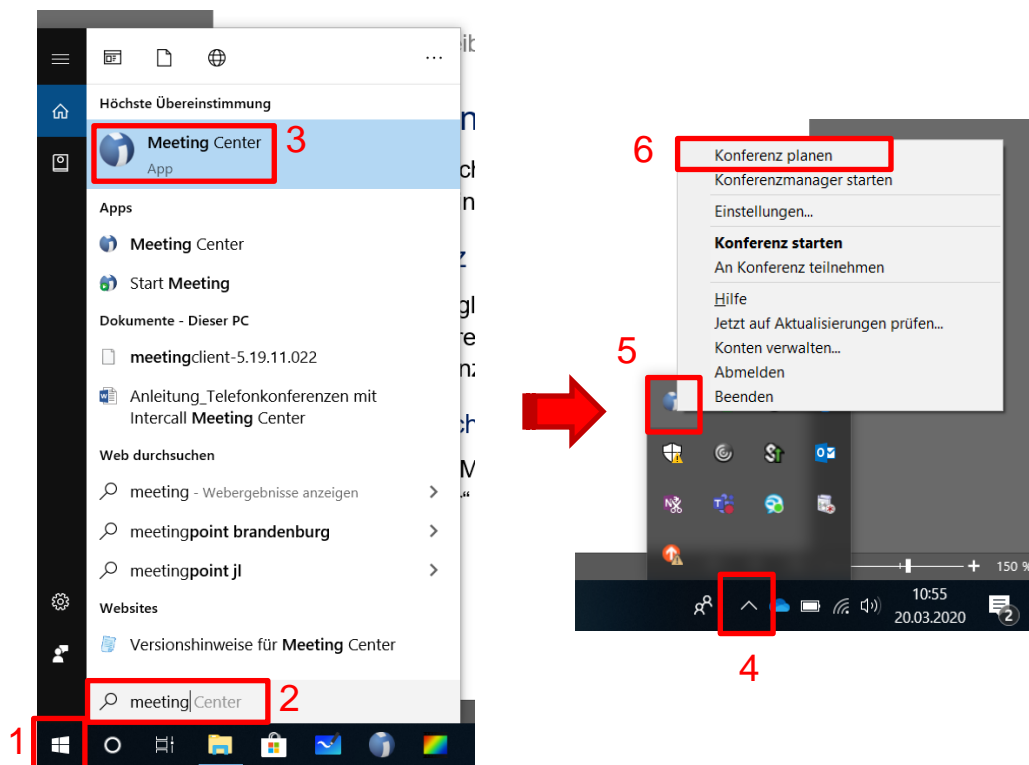 Höchste Übereinstimmung
Meeting Center
App
3
Apps
Meeting Center
Start Meeting
Dokumente - Dieser PC
meetingclient-5.19.11.022
Anleitung_Telefonkonferenzen mit
Intercall Meeting Center
Web durchsuchen
meeting - Webergebnisse anzeigen
meetingpoint brandenburg
meetingpoint jl
Websites
Versionshinweise für Meeting Center
meeting Center
2
1
6
Konferenz planen
Konferenzmanager starten
Einstellungen...
Konferenz starten
An Konferenz teilnehmen
Hilfe
Jetzt auf Aktualisierungen prüfen...
Konten verwalten...
Abmelden
Beenden
5
150 %
10:55
20.03.2020
2
4